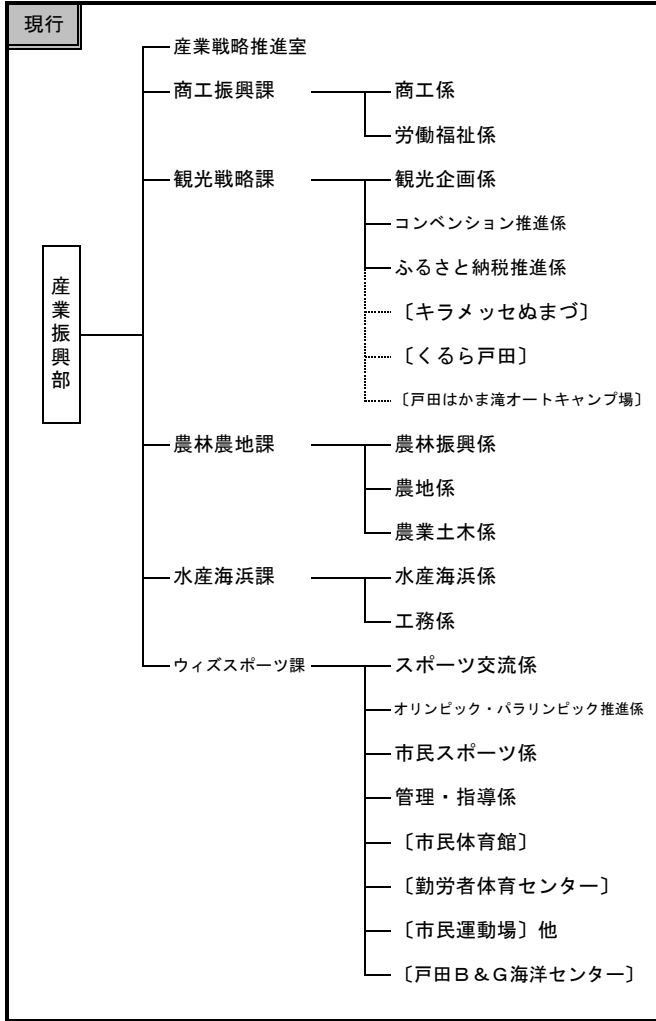 現行
産業戦略推進室
商工振興課
商工係
労働福祉係
観光戦略課
観光企画係
コンベンション推進係
ふるさと納税推進係
〔キラメッセぬまづ〕
〔くるら戸田〕
〔戸田はかま滝オートキャンプ場〕
産業振興部
農林農地課
農林振興係
農地係
農業土木係
水産海浜課
水産海浜係
工務係
ウィズスポーツ課
スポーツ交流係
オリンピック・パラリンピック推進係
市民スポーツ係
管理・指導係
〔市民体育館〕
〔勤労者体育センター〕
〔市民運動場〕他
〔戸田B&G海洋センター〕